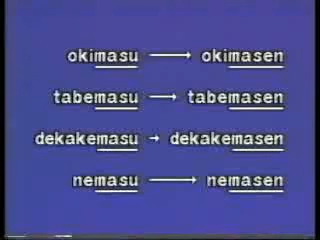 okimasu → okimasen
tabemasu → tabemasen
dekakemasu → dekakemasen
nemasu → nemasen